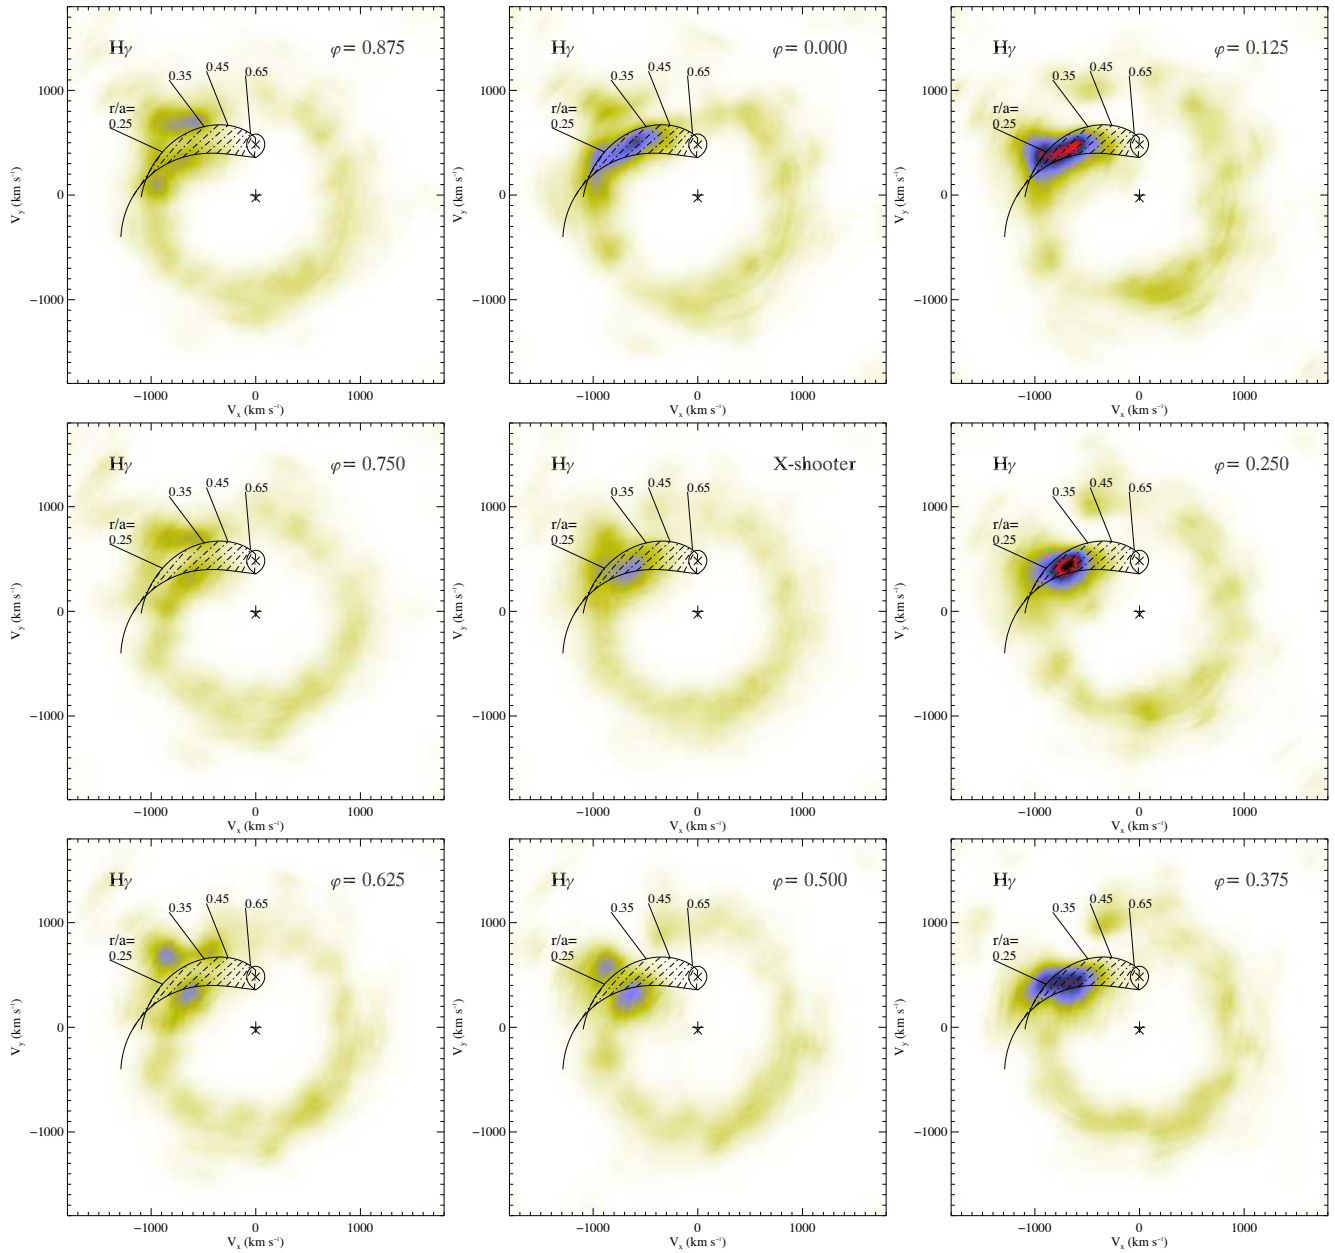 Hγ φ= 0.875
0.45
0.35 0.65
r/a=
0.25
1000
0
−1000
V_y (km s⁻¹)
−1000 0 1000
V_x (km s⁻¹)
Hγ φ= 0.000
0.45
0.35 0.65
r/a=
0.25
1000
0
−1000
V_y (km s⁻¹)
−1000 0 1000
V_x (km s⁻¹)
Hγ φ= 0.125
0.45
0.35 0.65
r/a=
0.25
1000
0
−1000
V_y (km s⁻¹)
−1000 0 1000
V_x (km s⁻¹)
Hγ φ= 0.750
0.45
0.35 0.65
r/a=
0.25
1000
0
−1000
V_y (km s⁻¹)
−1000 0 1000
V_x (km s⁻¹)
Hγ X-shooter
0.45
0.35 0.65
r/a=
0.25
1000
0
−1000
V_y (km s⁻¹)
−1000 0 1000
V_x (km s⁻¹)
Hγ φ= 0.250
0.45
0.35 0.65
r/a=
0.25
1000
0
−1000
V_y (km s⁻¹)
−1000 0 1000
V_x (km s⁻¹)
Hγ φ= 0.625
0.45
0.35 0.65
r/a=
0.25
1000
0
−1000
V_y (km s⁻¹)
−1000 0 1000
V_x (km s⁻¹)
Hγ φ= 0.500
0.45
0.35 0.65
r/a=
0.25
1000
0
−1000
V_y (km s⁻¹)
−1000 0 1000
V_x (km s⁻¹)
Hγ φ= 0.375
0.45
0.35 0.65
r/a=
0.25
1000
0
−1000
V_y (km s⁻¹)
−1000 0 1000
V_x (km s⁻¹)